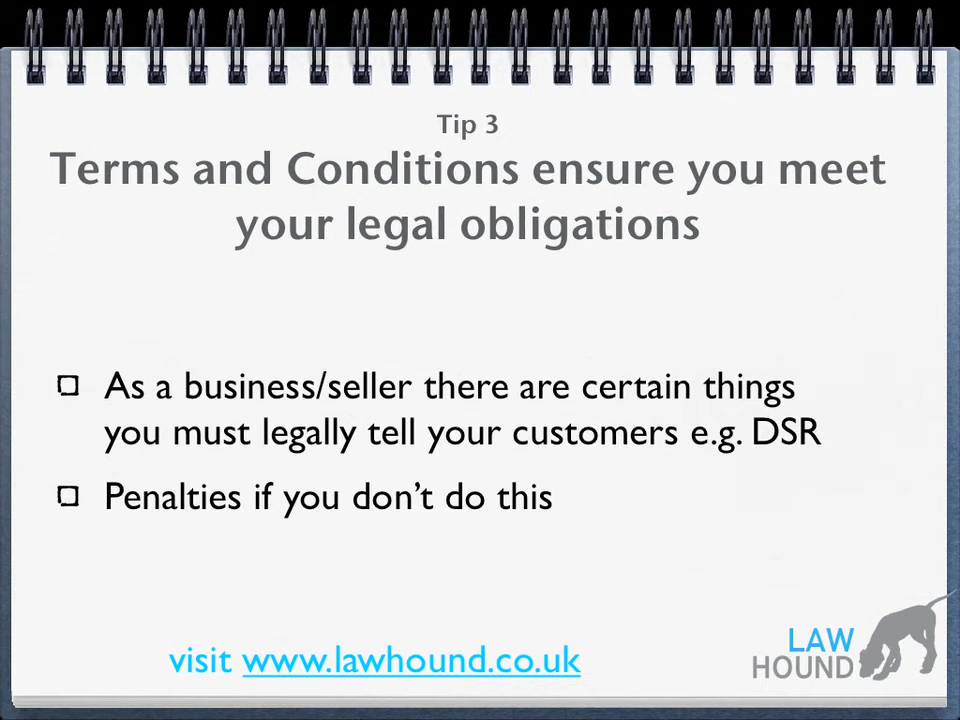 Tip 3
Terms and Conditions ensure you meet
your legal obligations
As a business/seller there are certain things
you must legally tell your customers e.g. DSR
Penalties if you don’t do this
visit www.lawhound.co.uk
LAW
HOUND